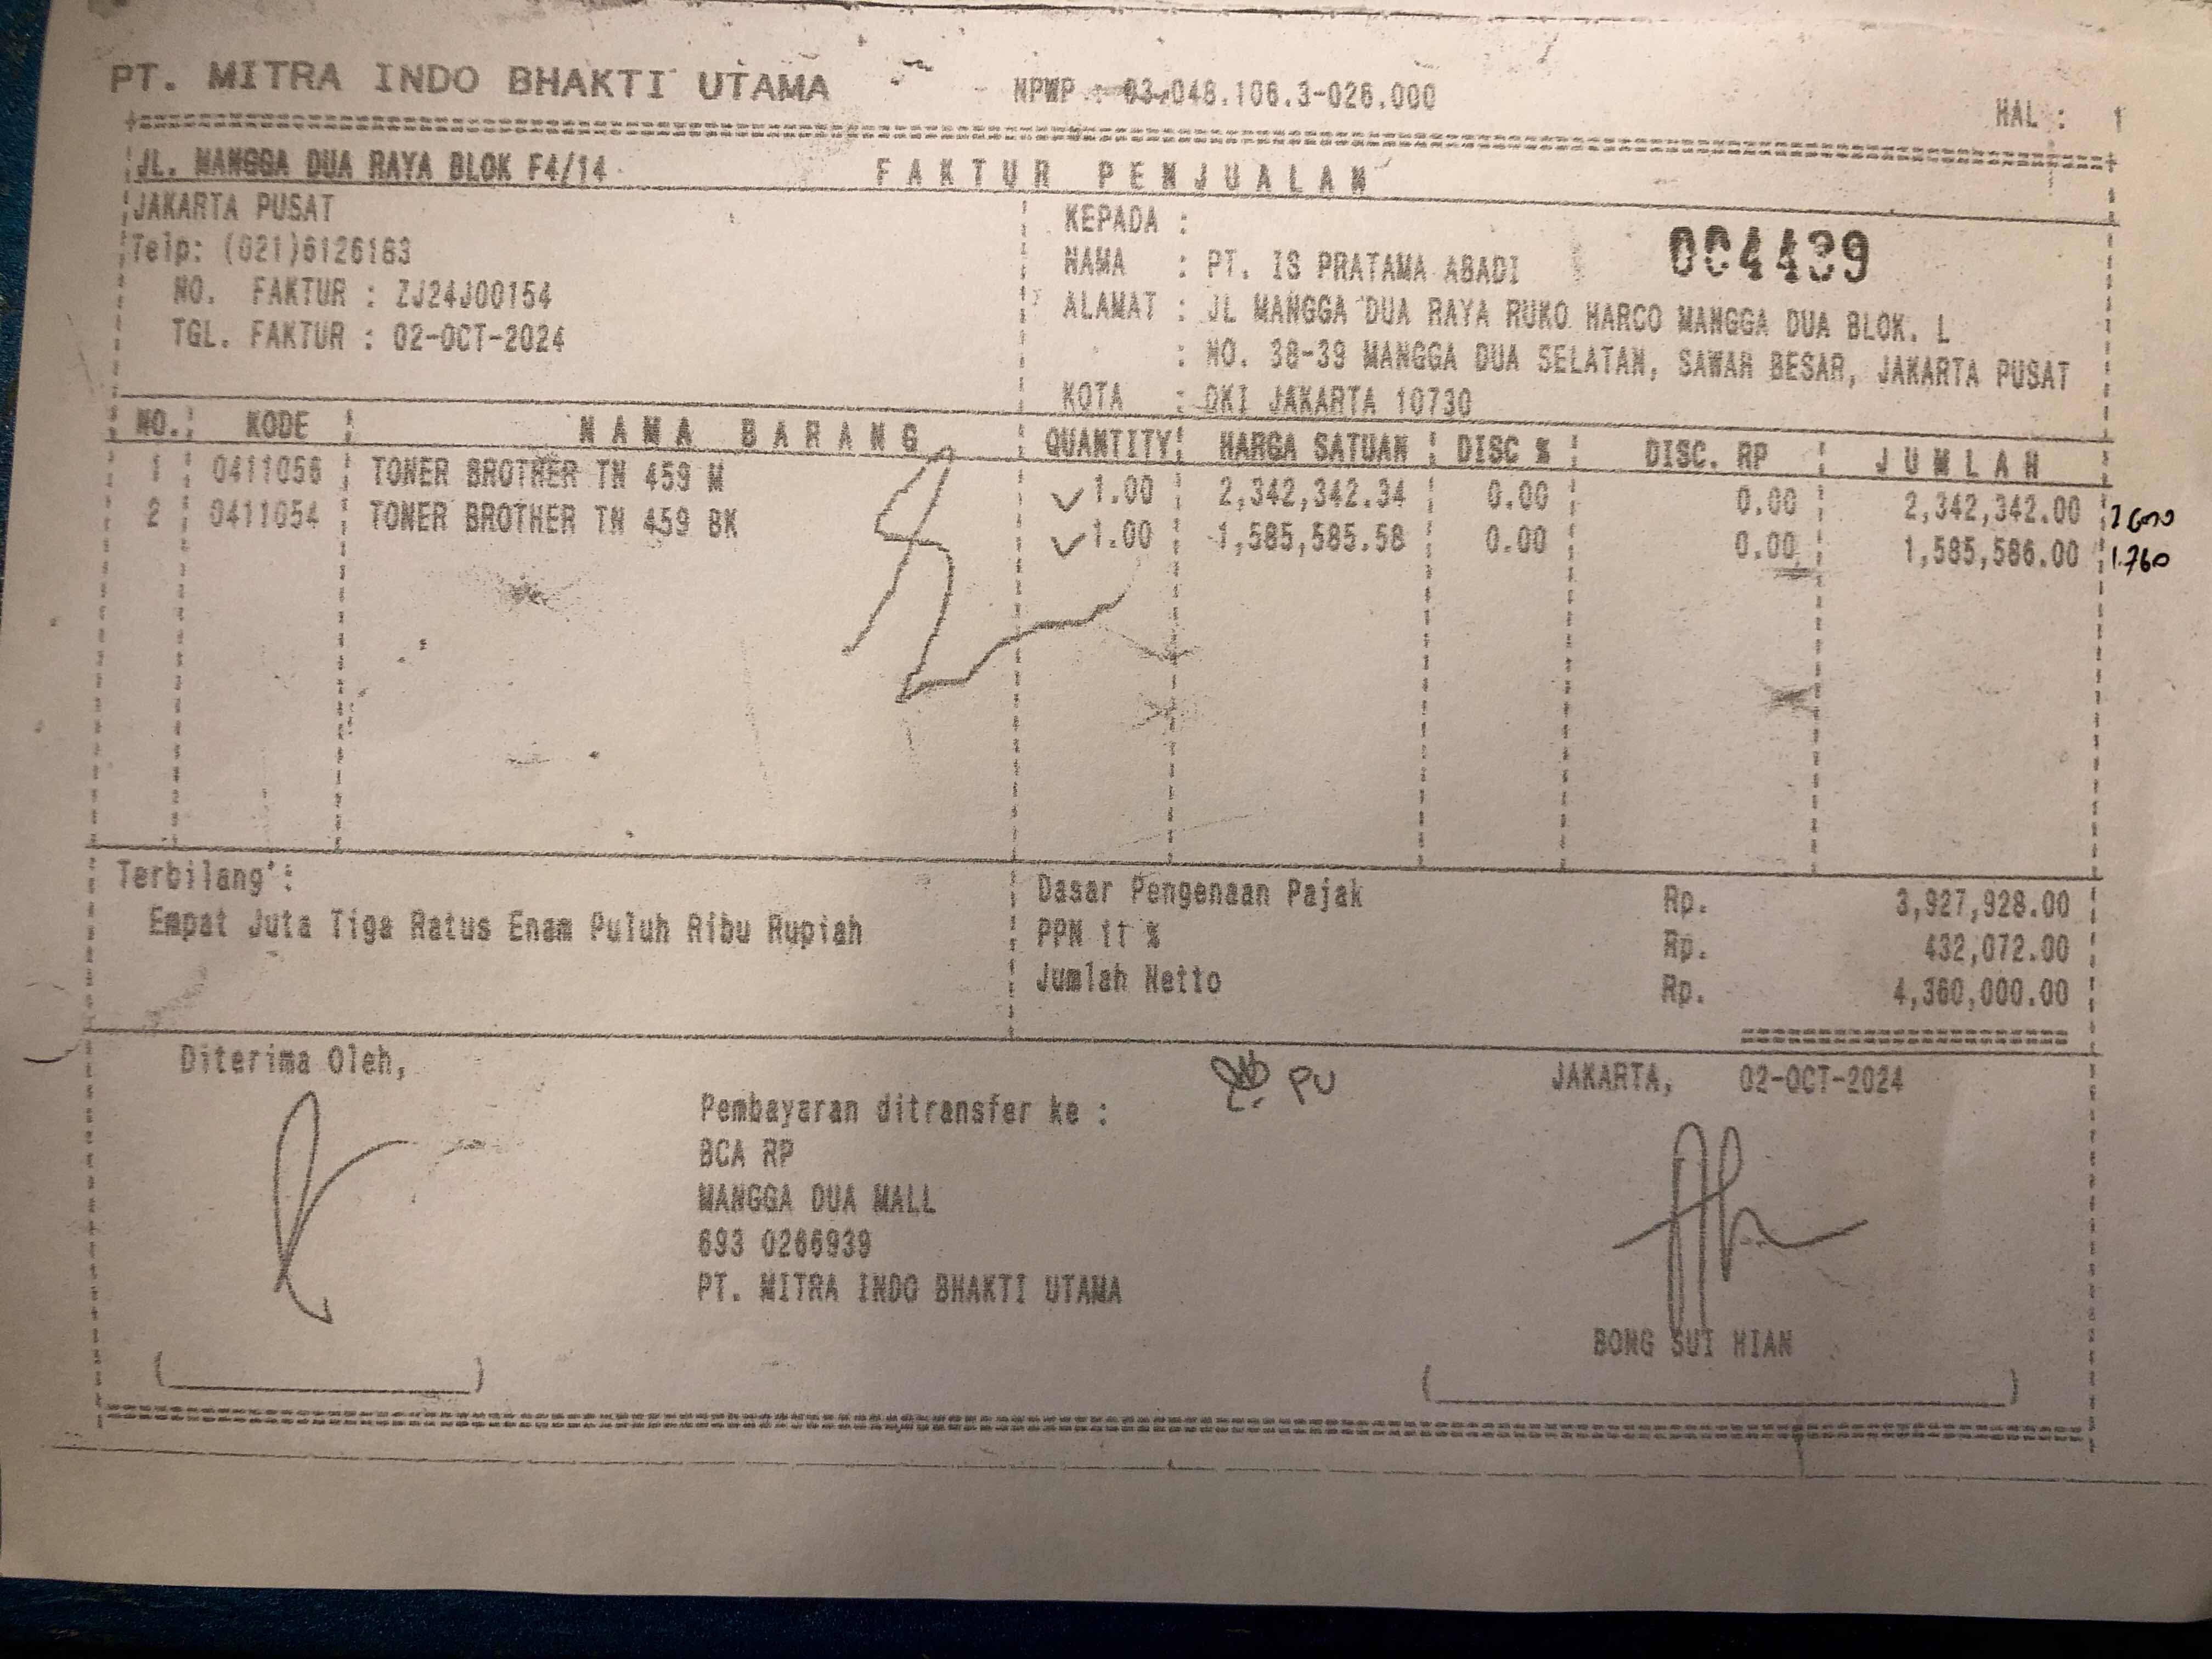 PT. MITRA INDO BHAKTI UTAMA NPWP : 03.048.106.3-026.000 HAL : 1
JL. MANGGA DUA RAYA BLOK F4/14
FAKTUR PENJUALAN
JAKARTA PUSAT
Telp: (021)6126183
NO. FAKTUR : ZJ24J00154
TGL. FAKTUR : 02-OCT-2024
KEPADA :
NAMA : PT. IS PRATAMA ABADI
004439
ALAMAT : JL MANGGA DUA RAYA RUKO HARCO MANGGA DUA BLOK. L
: NO. 38-39 MANGGA DUA SELATAN, SAWAH BESAR, JAKARTA PUSAT
KOTA : DKI JAKARTA 10730
NO. KODE NAMA BARANG QUANTITY HARGA SATUAN DISC % DISC. RP JUMLAH
1 0411056 TONER BROTHER TN 459 M 1.00 2,342,342.34 0.00 0.00 2,342,342.00
2 0411054 TONER BROTHER TN 459 BK 1.00 1,585,585.58 0.00 0.00 1,585,586.00 1.760
Terbilang :
Empat Juta Tiga Ratus Enam Puluh Ribu Rupiah
Dasar Pengenaan Pajak Rp. 3,927,928.00
PPN 11 % Rp. 432,072.00
Jumlah Netto Rp. 4,360,000.00
Diterima Oleh,
PU
Pembayaran ditransfer ke :
BCA RP
MANGGA DUA MALL
693 0266939
PT. MITRA INDO BHAKTI UTAMA
JAKARTA, 02-OCT-2024
BONG SUI HIAN